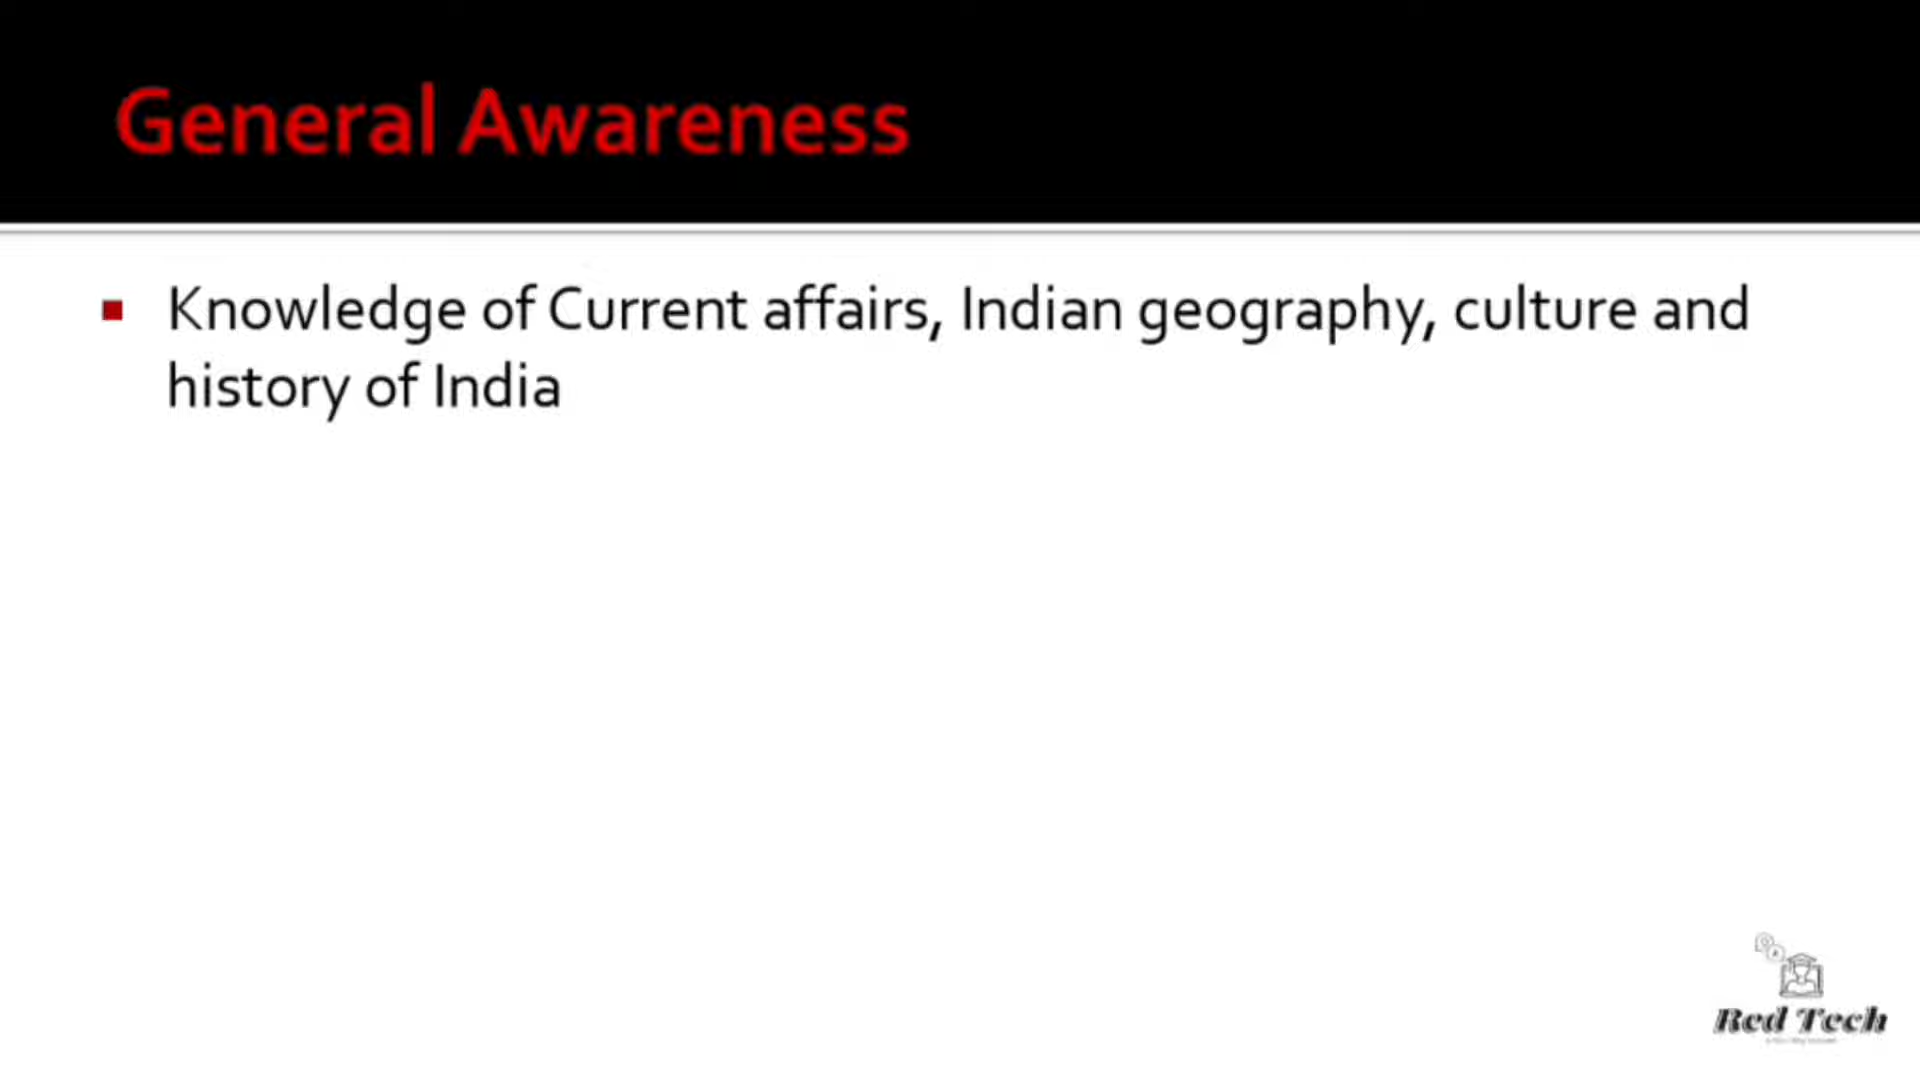 General Awareness
Knowledge of Current affairs, Indian geography, culture and
history of India
Red Tech